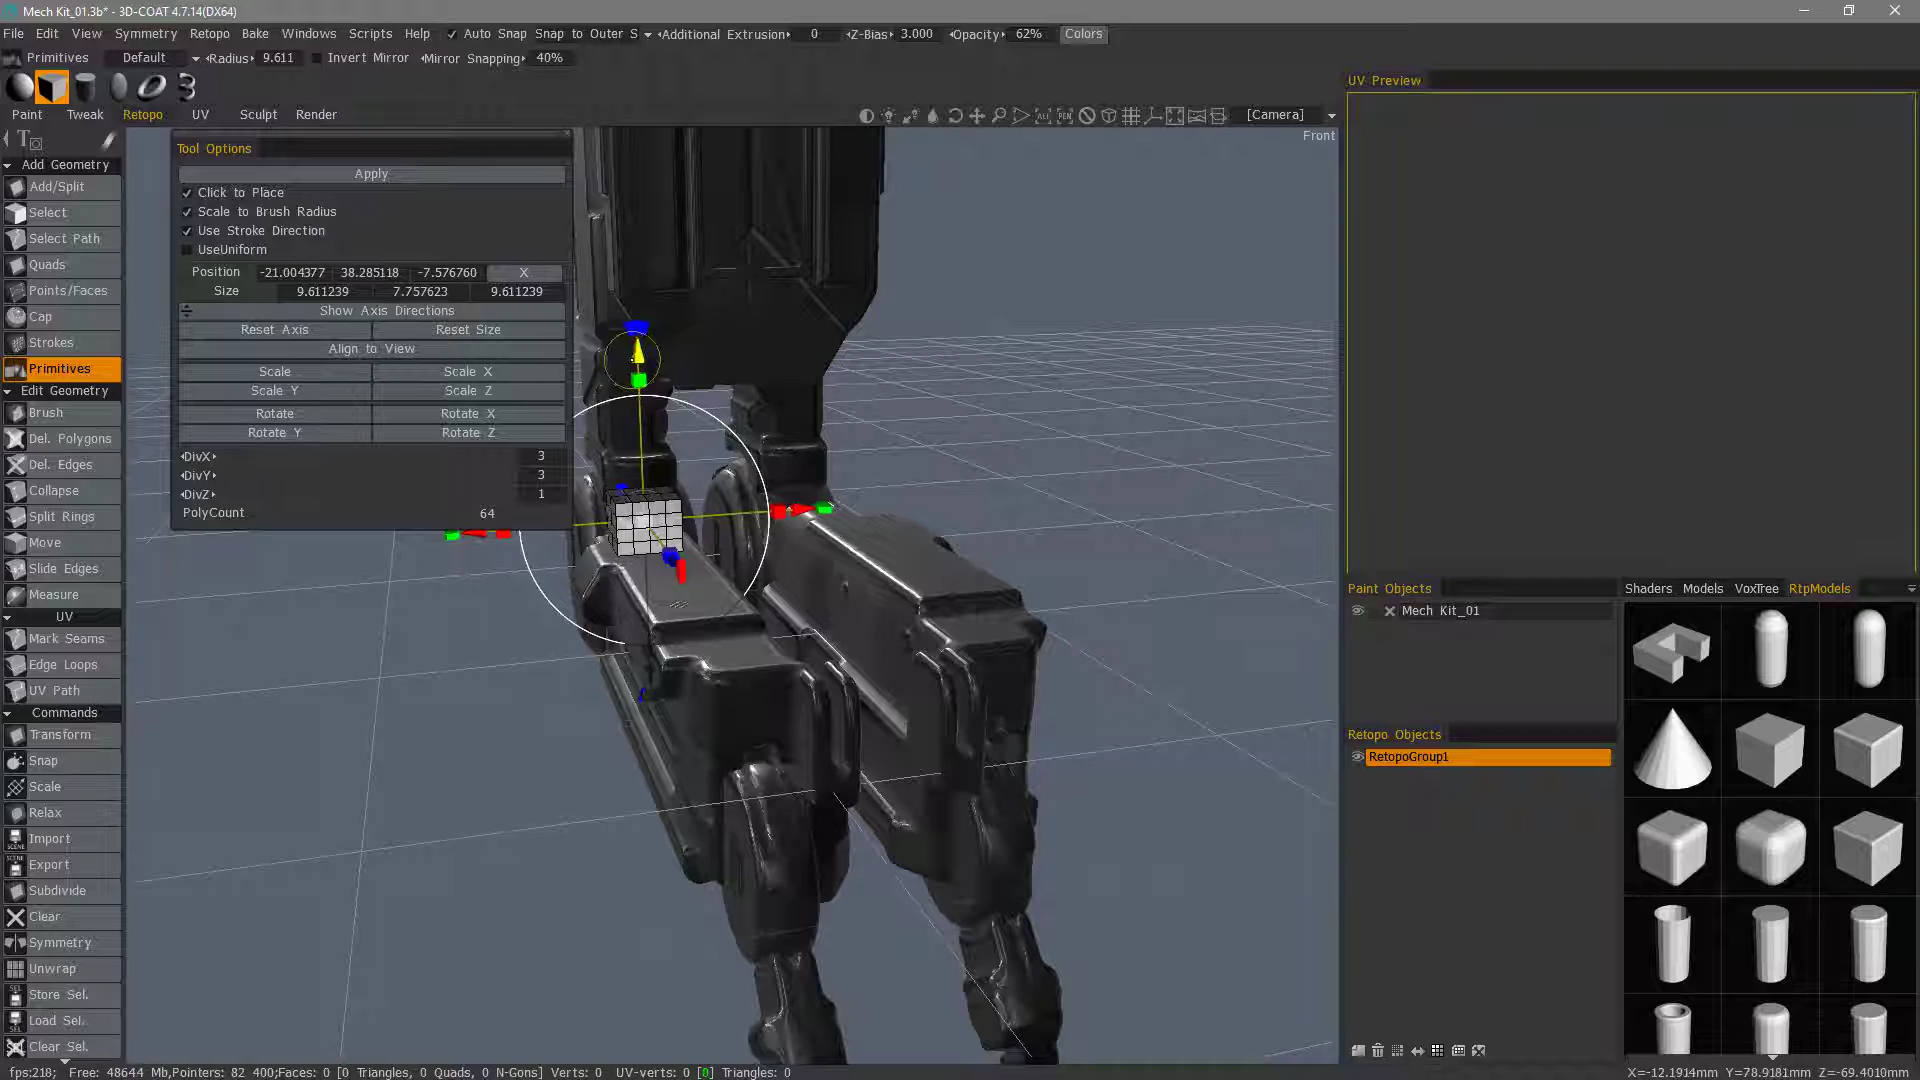 Mech Kit_01.3b* - 3D-COAT 4.7.14(DX64)
File Edit View Symmetry Retopo Bake Windows Scripts Help Auto Snap Snap to Outer S Additional Extrusion 0 Z-Bias 3.000 Opacity 62% Colors
Primitives Default Radius 9.611 Invert Mirror Mirror Snapping 40%
Paint Tweak Retopo UV Sculpt Render [Camera]
Front
Tool Options
Apply
Click to Place
Scale to Brush Radius
Use Stroke Direction
UseUniform
Position -21.004377 38.285118 -7.576760 X
Size 9.611239 7.757623 9.611239
Show Axis Directions
Reset Axis Reset Size
Align to View
Scale Scale X
Scale Y Scale Z
Rotate Rotate X
Rotate Y Rotate Z
DivX 3
DivY 3
DivZ 1
PolyCount 64
Add Geometry
Add/Split
Select
Select Path
Quads
Points/Faces
Cap
Strokes
Primitives
Edit Geometry
Brush
Del. Polygons
Del. Edges
Collapse
Split Rings
Move
Slide Edges
Measure
UV
Mark Seams
Edge Loops
UV Path
Commands
Transform
Snap
Scale
Relax
Import
Export
Subdivide
Clear
Symmetry
Unwrap
Store Sel.
Load Sel.
Clear Sel.
UV Preview
Paint Objects
Mech Kit_01
Retopo Objects
RetopoGroup1
Shaders Models VoxTree RtpModels
fps:218; Free: 48644 Mb,Pointers: 82 400;Faces: 0 [0 Triangles, 0 Quads, 0 N-Gons] Verts: 0 UV-verts: 0 [0] Triangles: 0
X=-12.1914mm Y=78.9181mm Z=-69.4010mm